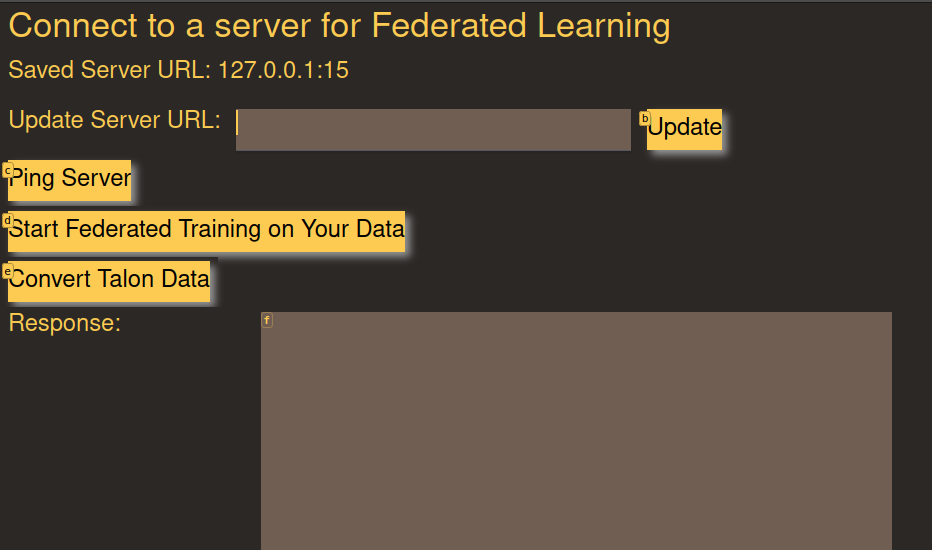 Connect to a server for Federated Learning
Saved Server URL: 127.0.0.1:15
Update Server URL:
b Update
c Ping Server
d Start Federated Training on Your Data
e Convert Talon Data
Response:
f